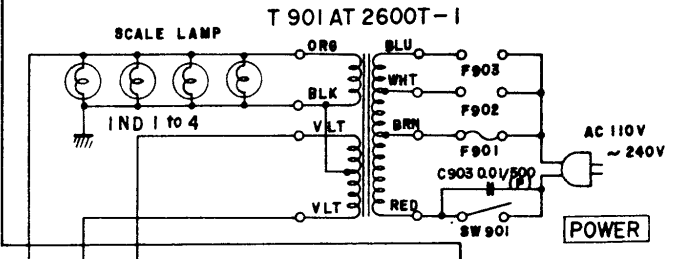 T 901 AT 2600T-1
SCALE LAMP
ORG
BLU
F903
BLK
WHT
F902
IND 1 to 4
VLT
BRN
F901
AC 110V
~ 240V
C903 0.01/500
(P)
VLT
RED
SW 901
POWER